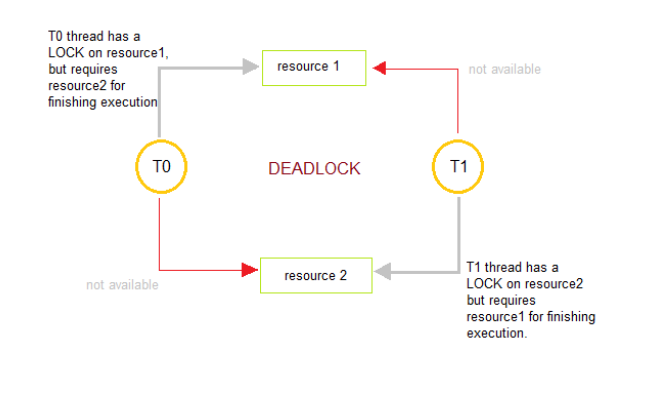 T0 thread has a
LOCK on resource1,
but requires
resource2 for
finishing execution
resource 1
not available
T0
DEADLOCK
T1
not available
resource 2
T1 thread has a
LOCK on resource2
but requires
resource1 for finishing
execution.